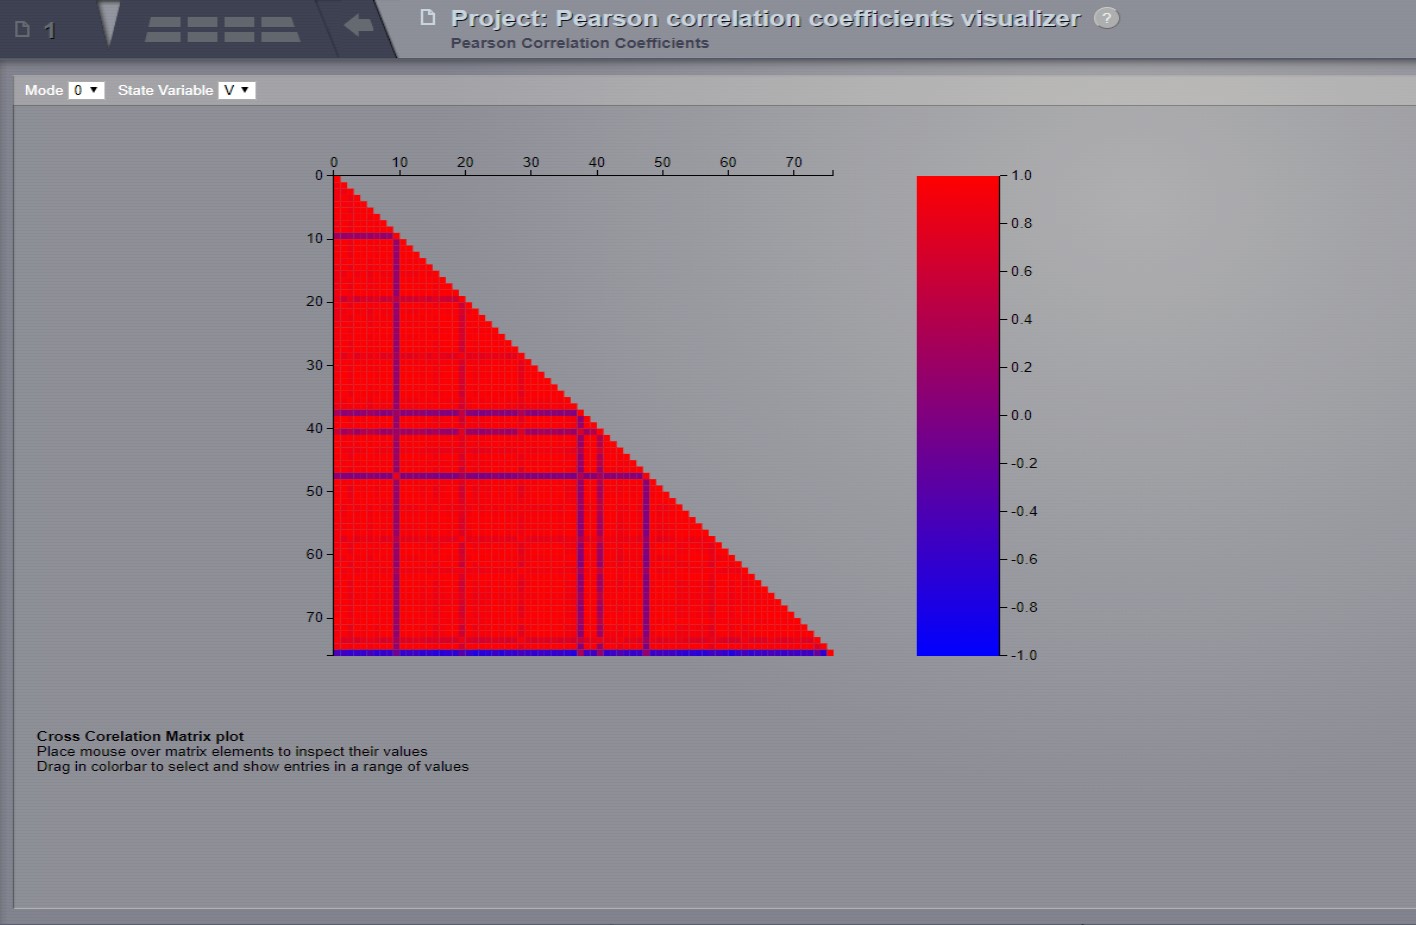 1
Project: Pearson correlation coefficients visualizer ?
Pearson Correlation Coefficients
Mode 0 State Variable V
0 10 20 30 40 50 60 70
0
10
20
30
40
50
60
70
1.0
0.8
0.6
0.4
0.2
0.0
-0.2
-0.4
-0.6
-0.8
-1.0
Cross Corelation Matrix plot
Place mouse over matrix elements to inspect their values
Drag in colorbar to select and show entries in a range of values